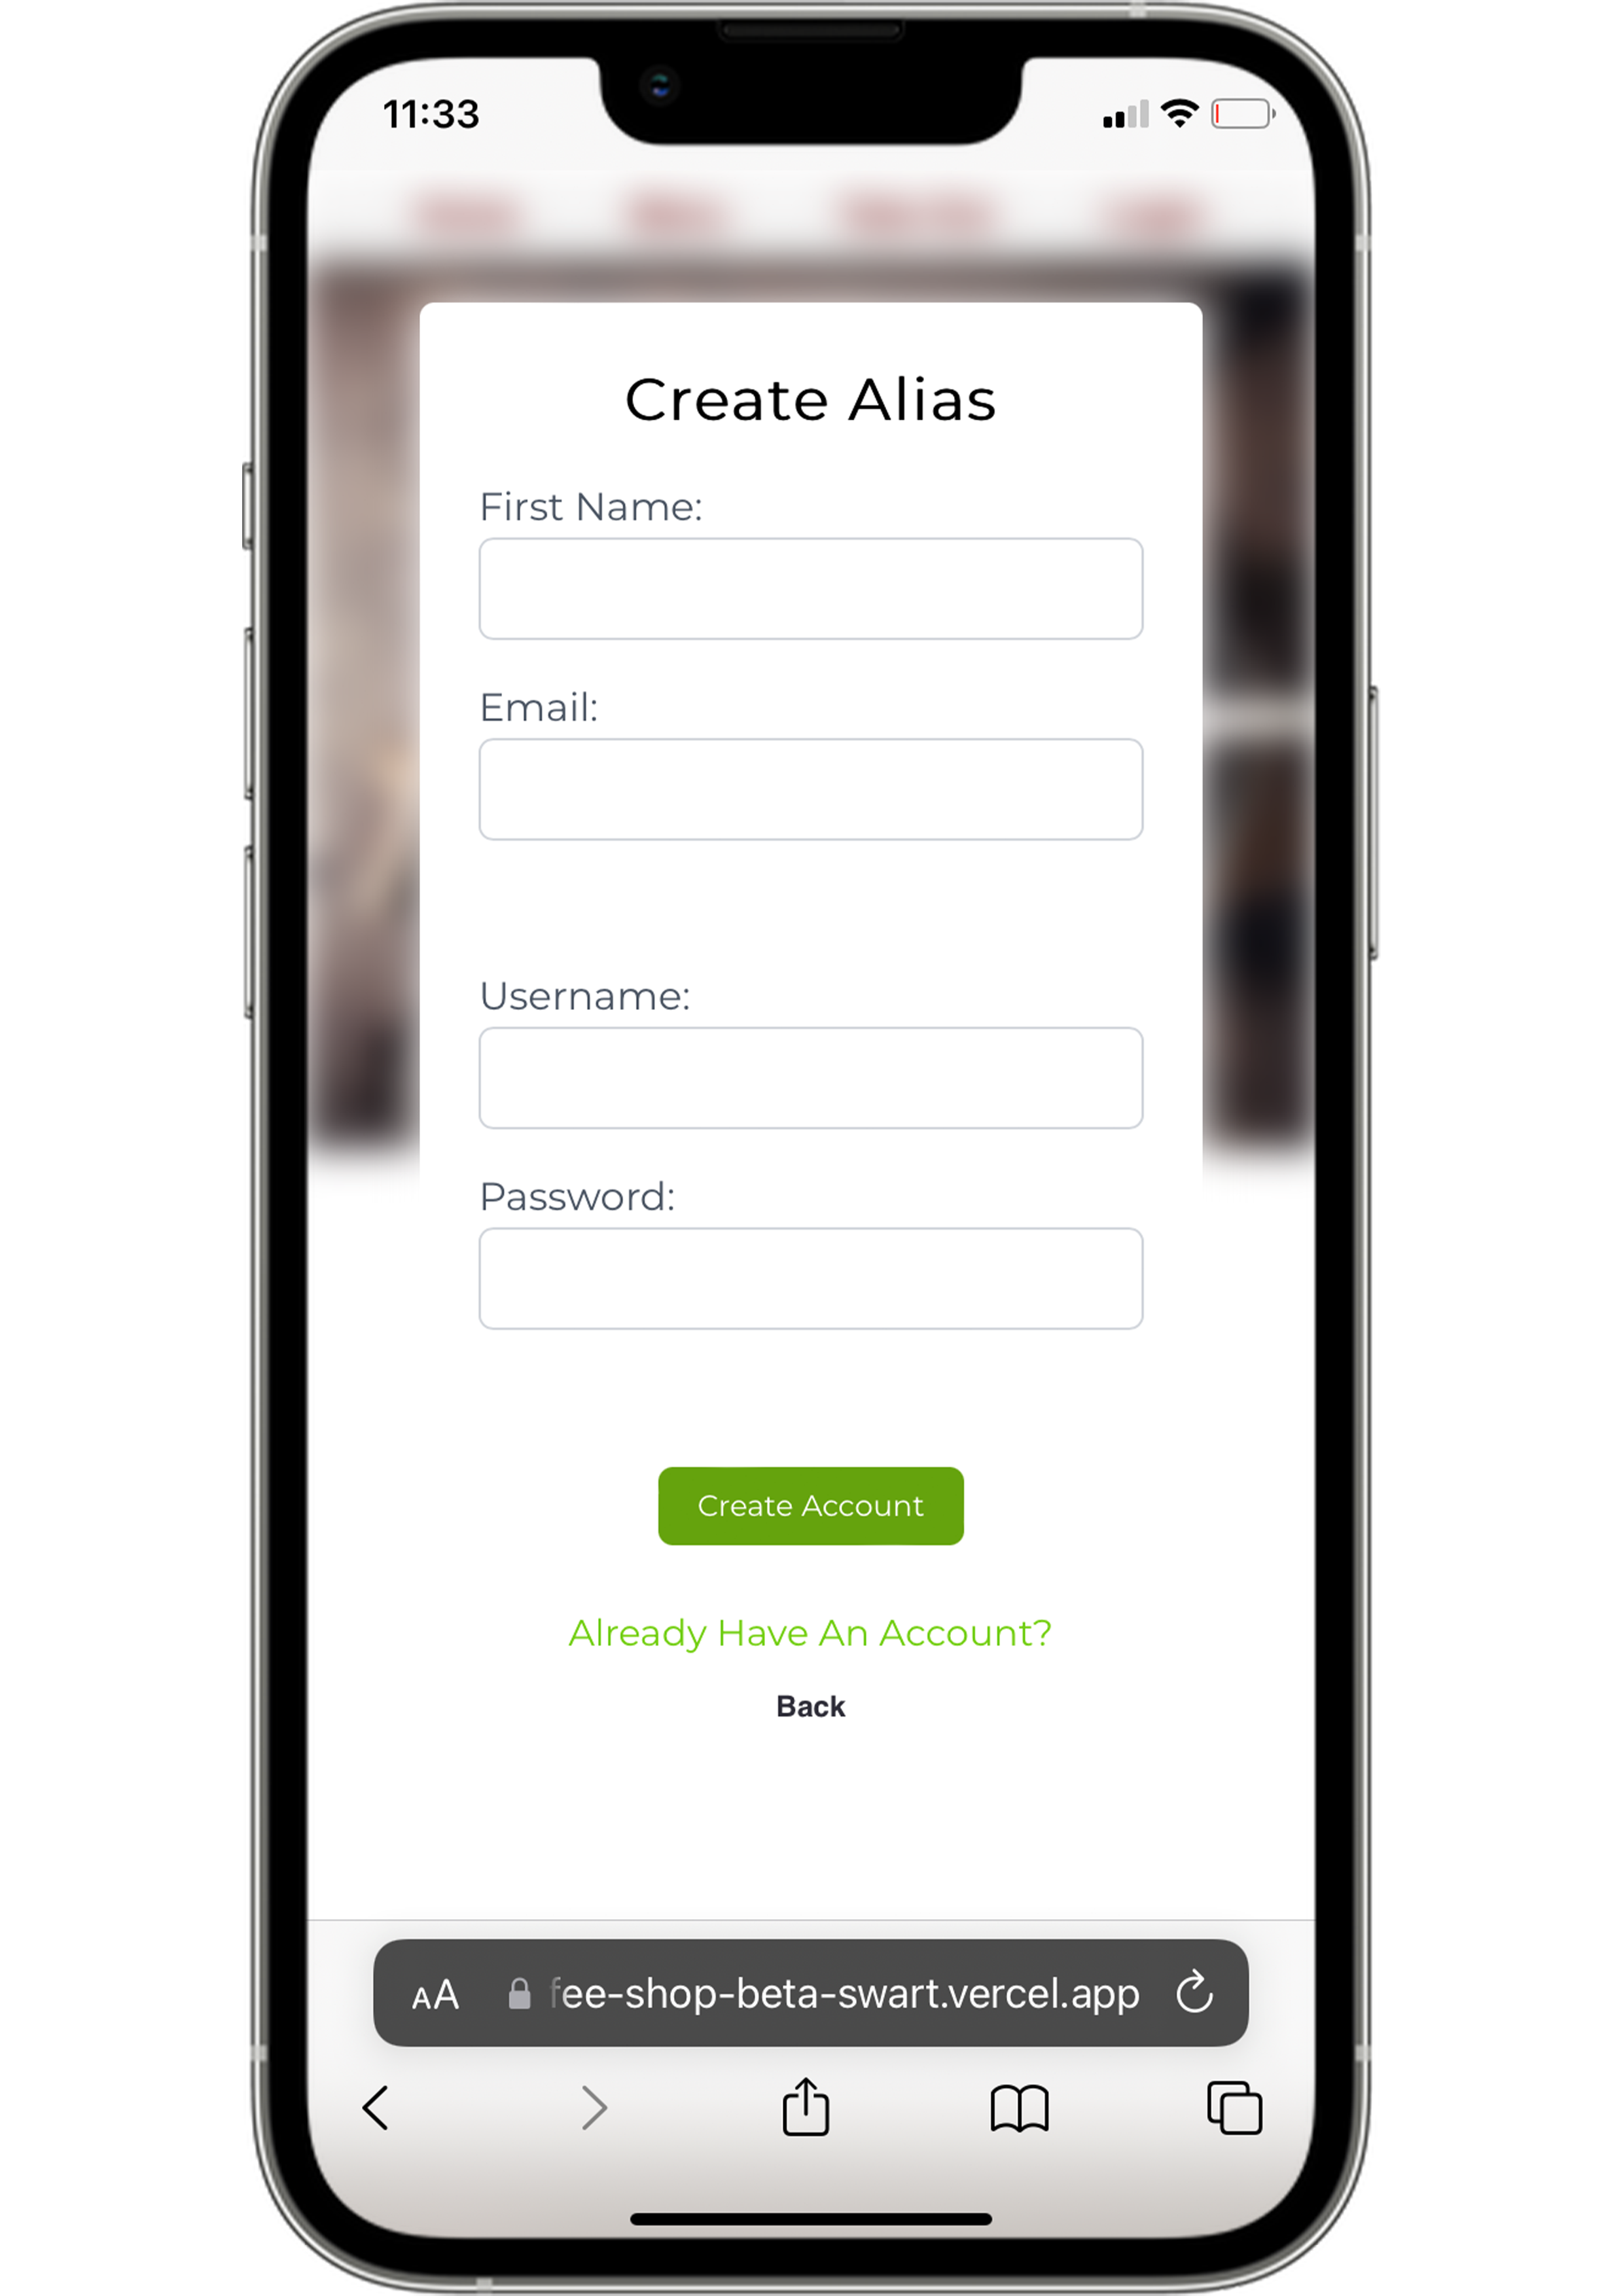 11:33
Create Alias
First Name:
Email:
Username:
Password:
Create Account
Already Have An Account?
Back
AA fee-shop-beta-swart.vercel.app